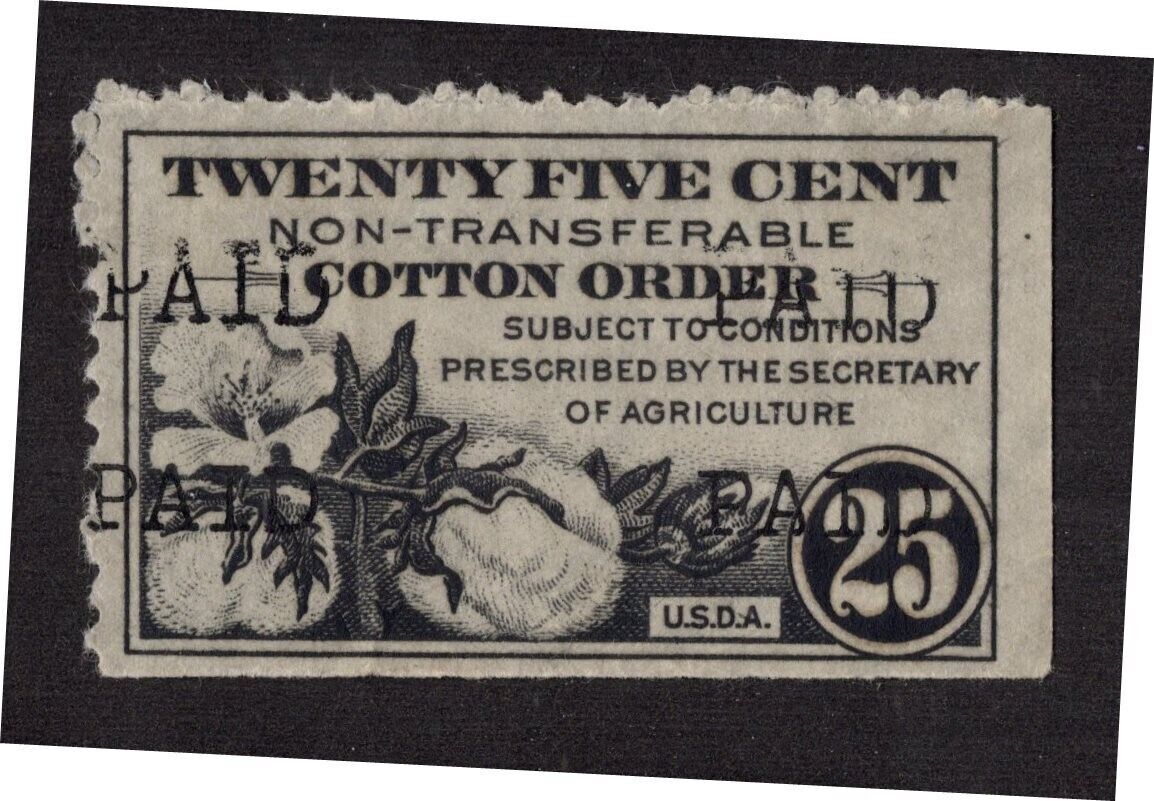 TWENTY FIVE CENT
NON-TRANSFERABLE
COTTON ORDER
PAID PAID
SUBJECT TO CONDITIONS
PRESCRIBED BY THE SECRETARY
OF AGRICULTURE
PAID PAID
25
U.S.D.A.